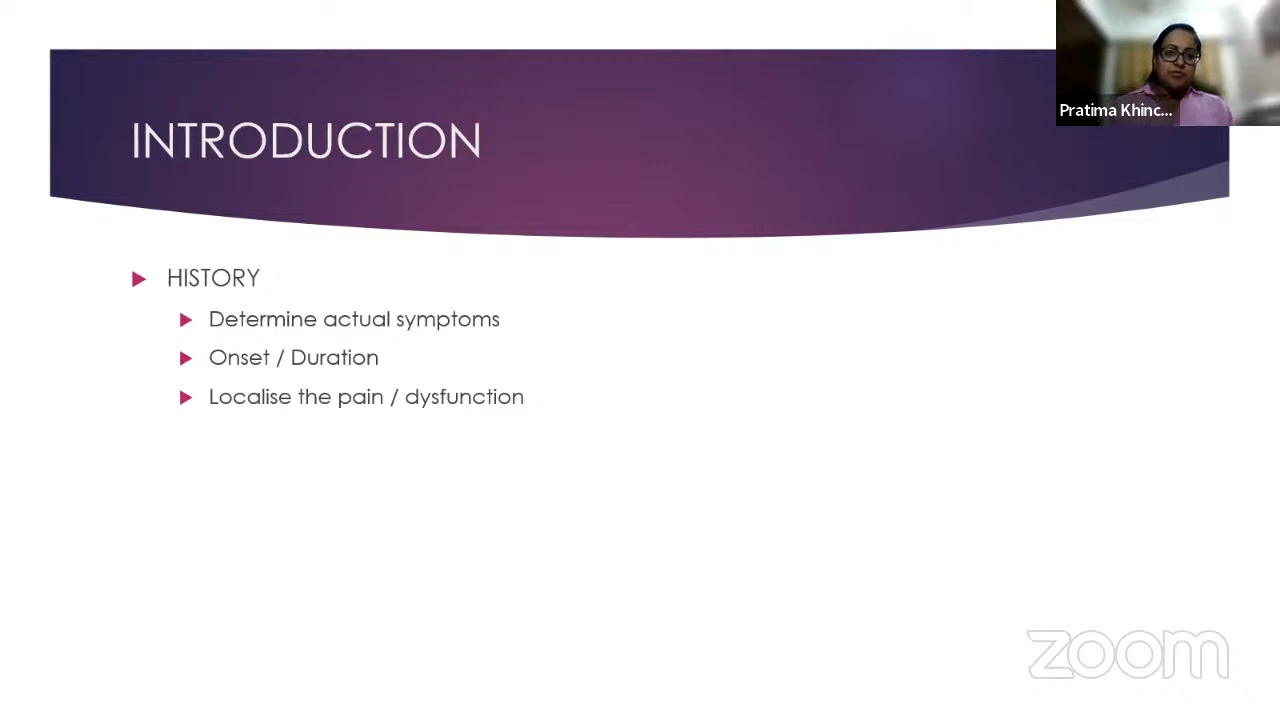 INTRODUCTION
Pratima Khinc...
HISTORY
Determine actual symptoms
Onset / Duration
Localise the pain / dysfunction
zoom